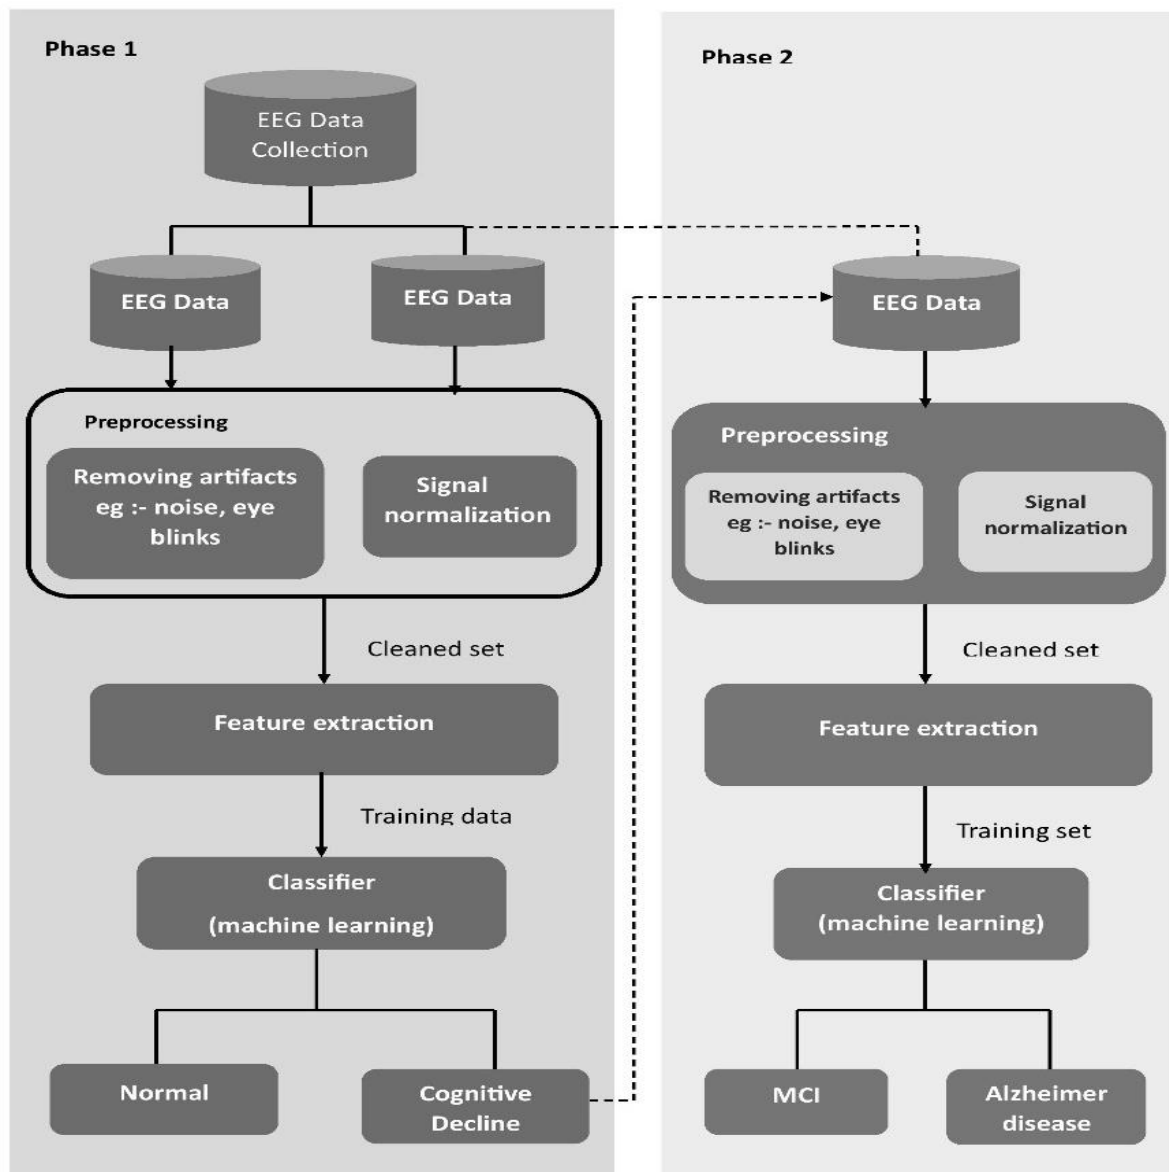 Phase 1
EEG Data
Collection
EEG Data
EEG Data
Preprocessing
Removing artifacts
eg :- noise, eye
blinks
Signal
normalization
Cleaned set
Feature extraction
Training data
Classifier
(machine learning)
Normal
Cognitive
Decline
Phase 2
EEG Data
Preprocessing
Removing artifacts
eg :- noise, eye
blinks
Signal
normalization
Cleaned set
Feature extraction
Training set
Classifier
(machine learning)
MCI
Alzheimer
disease